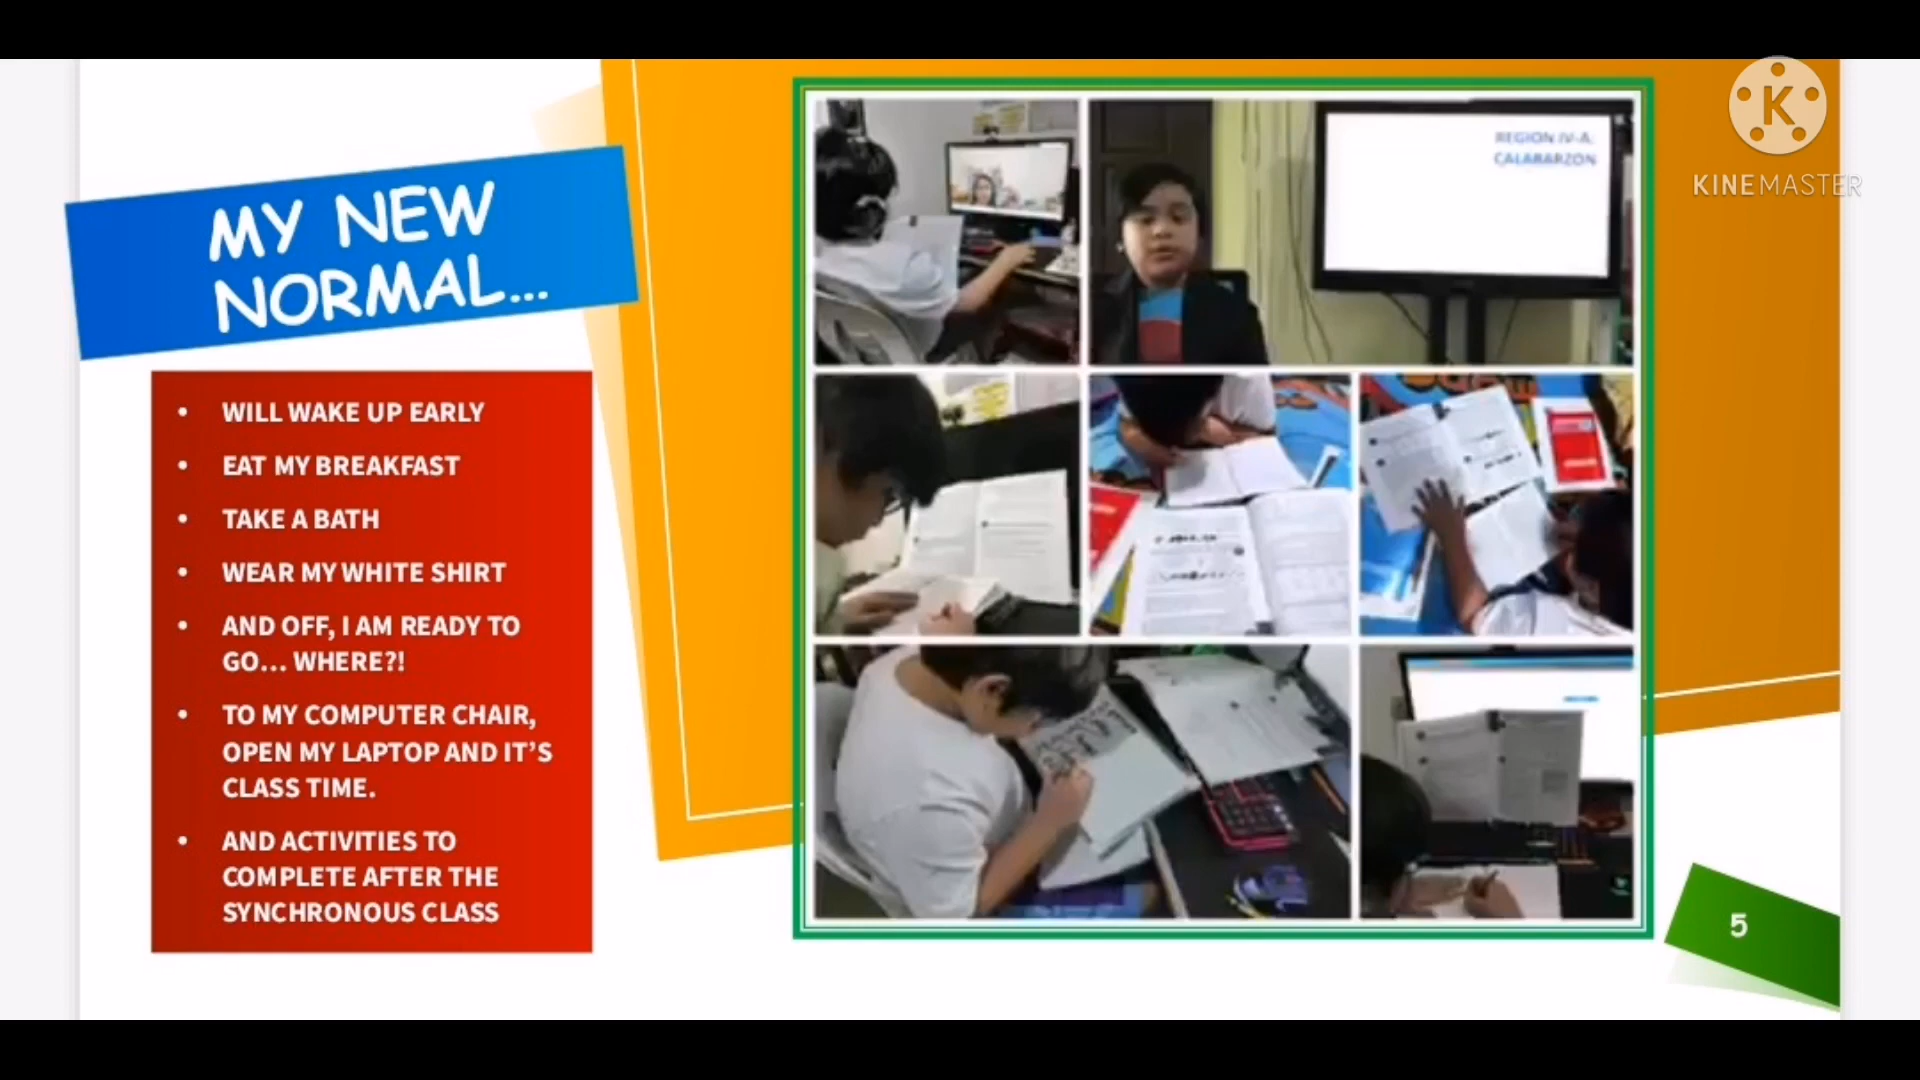 MY NEW
NORMAL...
• WILL WAKE UP EARLY
• EAT MY BREAKFAST
• TAKE A BATH
• WEAR MY WHITE SHIRT
• AND OFF, I AM READY TO
GO... WHERE?!
• TO MY COMPUTER CHAIR,
OPEN MY LAPTOP AND IT'S
CLASS TIME.
• AND ACTIVITIES TO
COMPLETE AFTER THE
SYNCHRONOUS CLASS
REGION IV-A:
CALABARZON
K
KINEMASTER
5